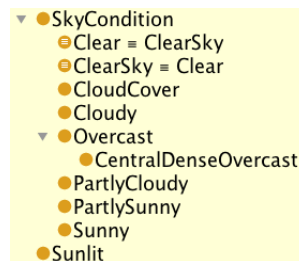 SkyCondition
Clear ≡ ClearSky
ClearSky ≡ Clear
CloudCover
Cloudy
Overcast
CentralDenseOvercast
PartlyCloudy
PartlySunny
Sunny
Sunlit